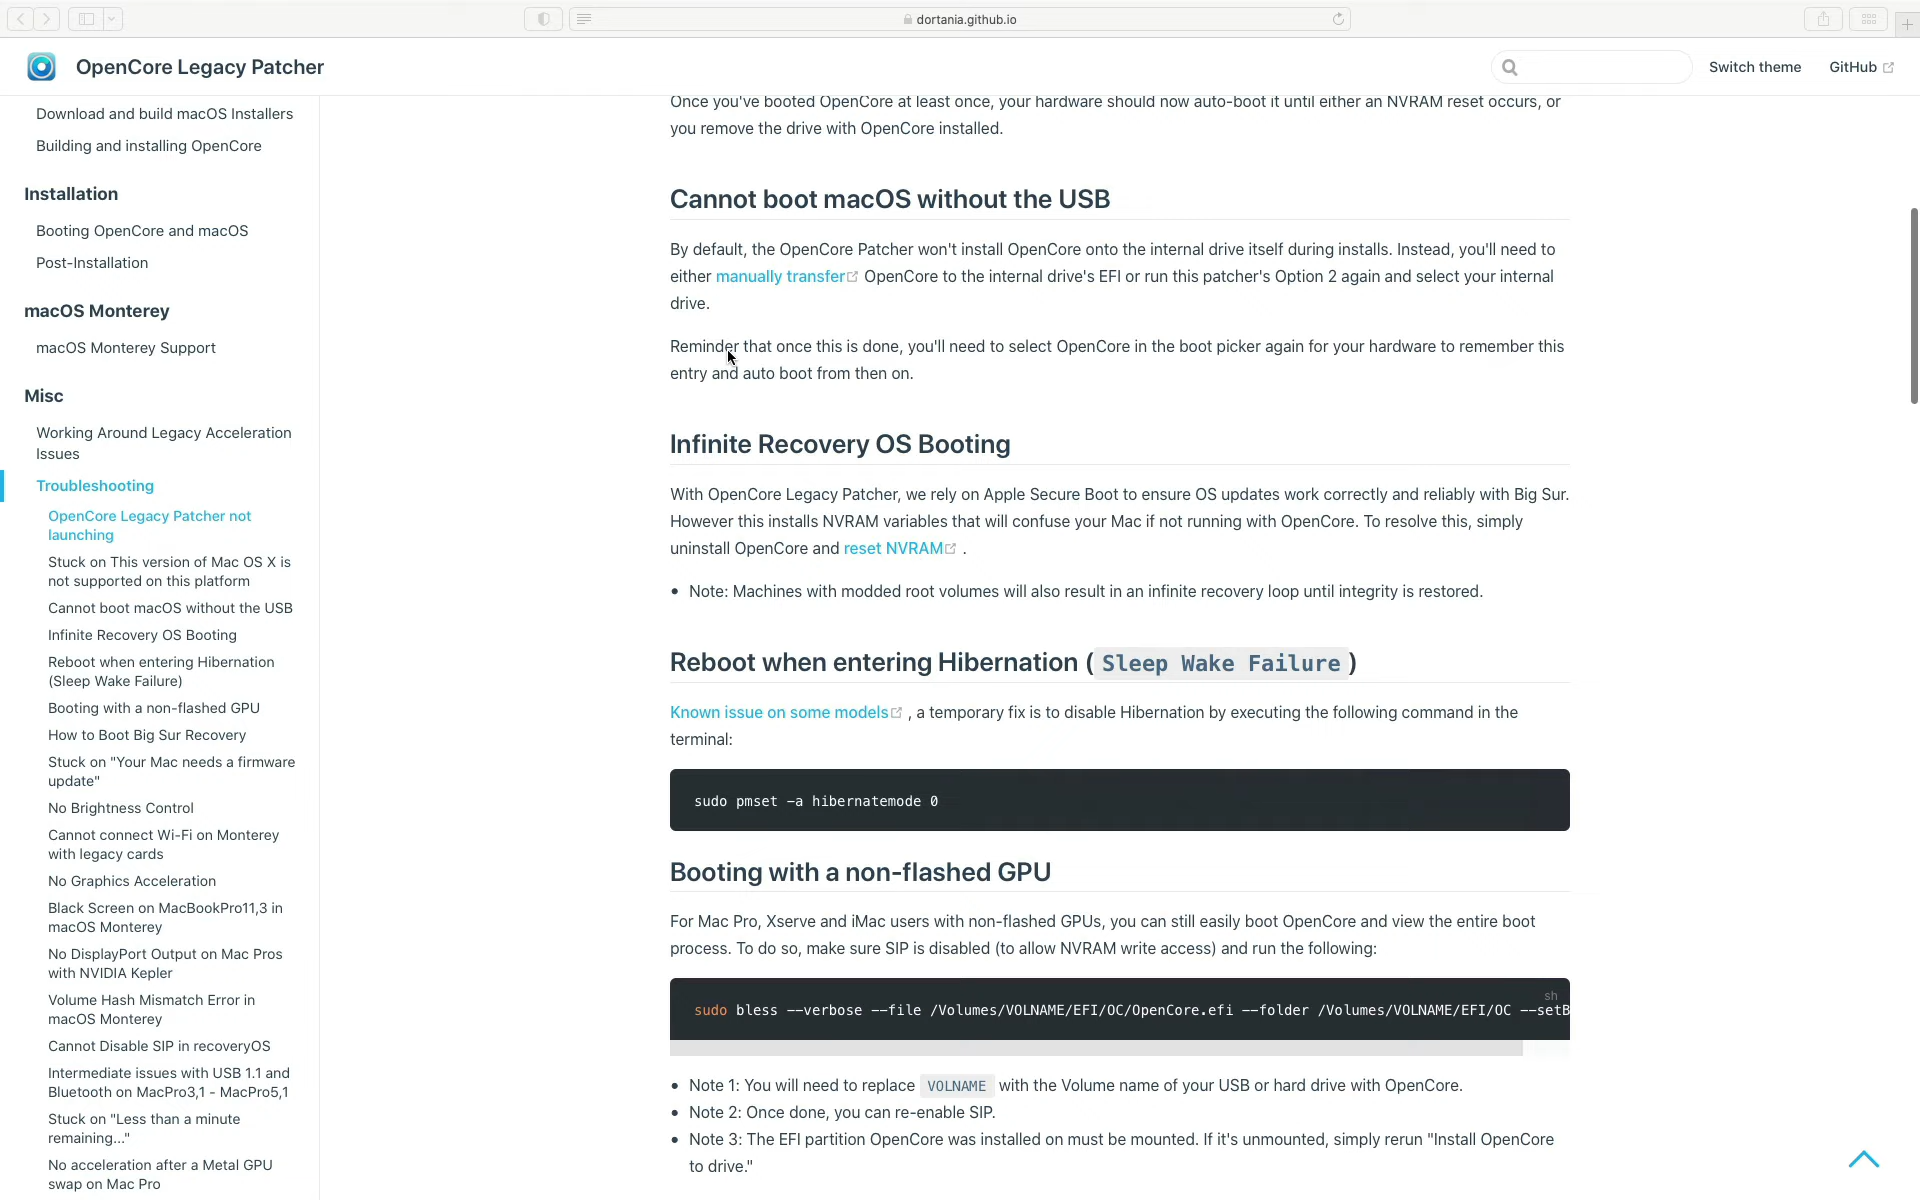 dortania.github.io
OpenCore Legacy Patcher
Switch theme
GitHub
Download and build macOS Installers
Building and installing OpenCore
Installation
Booting OpenCore and macOS
Post-Installation
macOS Monterey
macOS Monterey Support
Misc
Working Around Legacy Acceleration
Issues
Troubleshooting
OpenCore Legacy Patcher not
launching
Stuck on This version of Mac OS X is
not supported on this platform
Cannot boot macOS without the USB
Infinite Recovery OS Booting
Reboot when entering Hibernation
(Sleep Wake Failure)
Booting with a non-flashed GPU
How to Boot Big Sur Recovery
Stuck on "Your Mac needs a firmware
update"
No Brightness Control
Cannot connect Wi-Fi on Monterey
with legacy cards
No Graphics Acceleration
Black Screen on MacBookPro11,3 in
macOS Monterey
No DisplayPort Output on Mac Pros
with NVIDIA Kepler
Volume Hash Mismatch Error in
macOS Monterey
Cannot Disable SIP in recoveryOS
Intermediate issues with USB 1.1 and
Bluetooth on MacPro3,1 - MacPro5,1
Stuck on "Less than a minute
remaining..."
No acceleration after a Metal GPU
swap on Mac Pro
Once you've booted OpenCore at least once, your hardware should now auto-boot it until either an NVRAM reset occurs, or
you remove the drive with OpenCore installed.
Cannot boot macOS without the USB
By default, the OpenCore Patcher won't install OpenCore onto the internal drive itself during installs. Instead, you'll need to
either manually transfer OpenCore to the internal drive's EFI or run this patcher's Option 2 again and select your internal
drive.
Reminder that once this is done, you'll need to select OpenCore in the boot picker again for your hardware to remember this
entry and auto boot from then on.
Infinite Recovery OS Booting
With OpenCore Legacy Patcher, we rely on Apple Secure Boot to ensure OS updates work correctly and reliably with Big Sur.
However this installs NVRAM variables that will confuse your Mac if not running with OpenCore. To resolve this, simply
uninstall OpenCore and reset NVRAM .
• Note: Machines with modded root volumes will also result in an infinite recovery loop until integrity is restored.
Reboot when entering Hibernation ( Sleep Wake Failure )
Known issue on some models , a temporary fix is to disable Hibernation by executing the following command in the
terminal:
sudo pmset -a hibernatemode 0
Booting with a non-flashed GPU
For Mac Pro, Xserve and iMac users with non-flashed GPUs, you can still easily boot OpenCore and view the entire boot
process. To do so, make sure SIP is disabled (to allow NVRAM write access) and run the following:
sh
sudo bless --verbose --file /Volumes/VOLNAME/EFI/OC/OpenCore.efi --folder /Volumes/VOLNAME/EFI/OC --setB
• Note 1: You will need to replace VOLNAME with the Volume name of your USB or hard drive with OpenCore.
• Note 2: Once done, you can re-enable SIP.
• Note 3: The EFI partition OpenCore was installed on must be mounted. If it's unmounted, simply rerun "Install OpenCore
to drive."